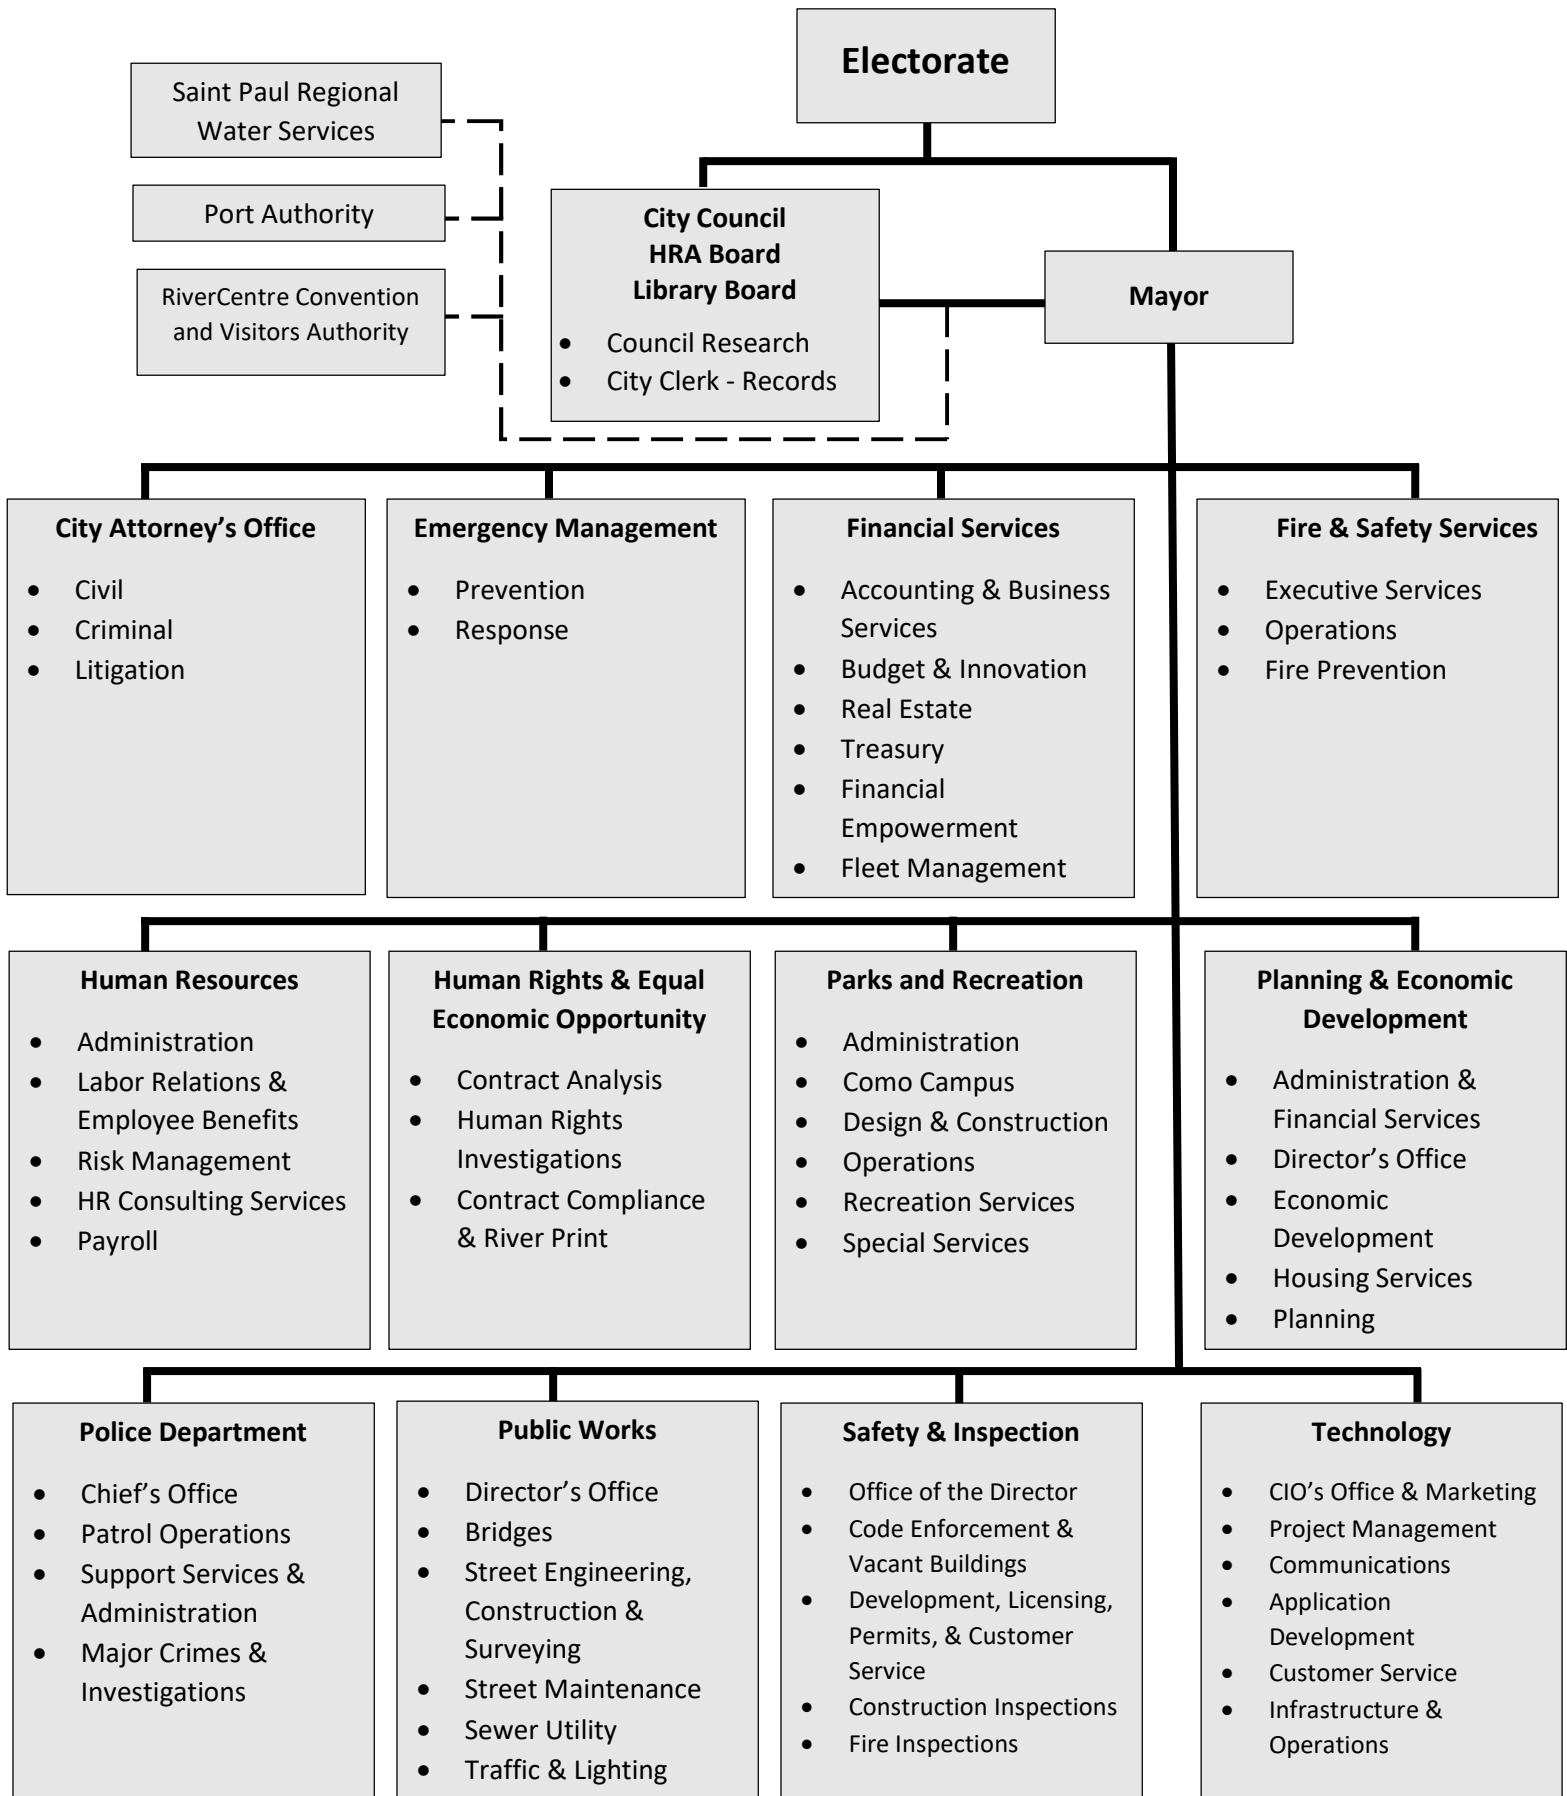 Electorate
Saint Paul Regional
Water Services
Port Authority
RiverCentre Convention
and Visitors Authority
City Council
HRA Board
Library Board
• Council Research
• City Clerk - Records
Mayor
City Attorney’s Office
• Civil
• Criminal
• Litigation
Emergency Management
• Prevention
• Response
Financial Services
• Accounting & Business
Services
• Budget & Innovation
• Real Estate
• Treasury
• Financial
Empowerment
• Fleet Management
Fire & Safety Services
• Executive Services
• Operations
• Fire Prevention
Human Resources
• Administration
• Labor Relations &
Employee Benefits
• Risk Management
• HR Consulting Services
• Payroll
Human Rights & Equal
Economic Opportunity
• Contract Analysis
• Human Rights
Investigations
• Contract Compliance
& River Print
Parks and Recreation
• Administration
• Como Campus
• Design & Construction
• Operations
• Recreation Services
• Special Services
Planning & Economic
Development
• Administration &
Financial Services
• Director’s Office
• Economic
Development
• Housing Services
• Planning
Police Department
• Chief’s Office
• Patrol Operations
• Support Services &
Administration
• Major Crimes &
Investigations
Public Works
• Director’s Office
• Bridges
• Street Engineering,
Construction &
Surveying
• Street Maintenance
• Sewer Utility
• Traffic & Lighting
Safety & Inspection
• Office of the Director
• Code Enforcement &
Vacant Buildings
• Development, Licensing,
Permits, & Customer
Service
• Construction Inspections
• Fire Inspections
Technology
• CIO’s Office & Marketing
• Project Management
• Communications
• Application
Development
• Customer Service
• Infrastructure &
Operations